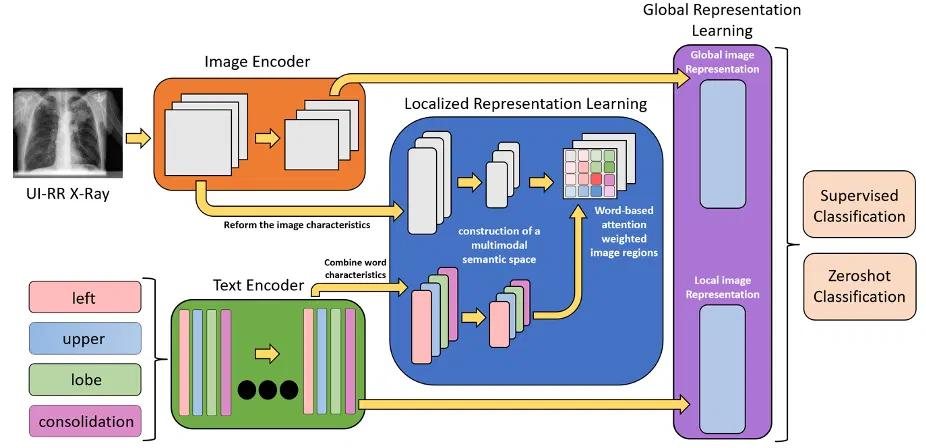 Global Representation
Learning
Image Encoder
Global image
Representation
Localized Representation Learning
UI-RR X-Ray
Reform the image characteristics
construction of a
multimodal
semantic space
Word-based
attention
weighted
image regions
Supervised
Classification
Combine word
characteristics
Text Encoder
Zeroshot
Classification
Local image
Representation
left
upper
lobe
consolidation